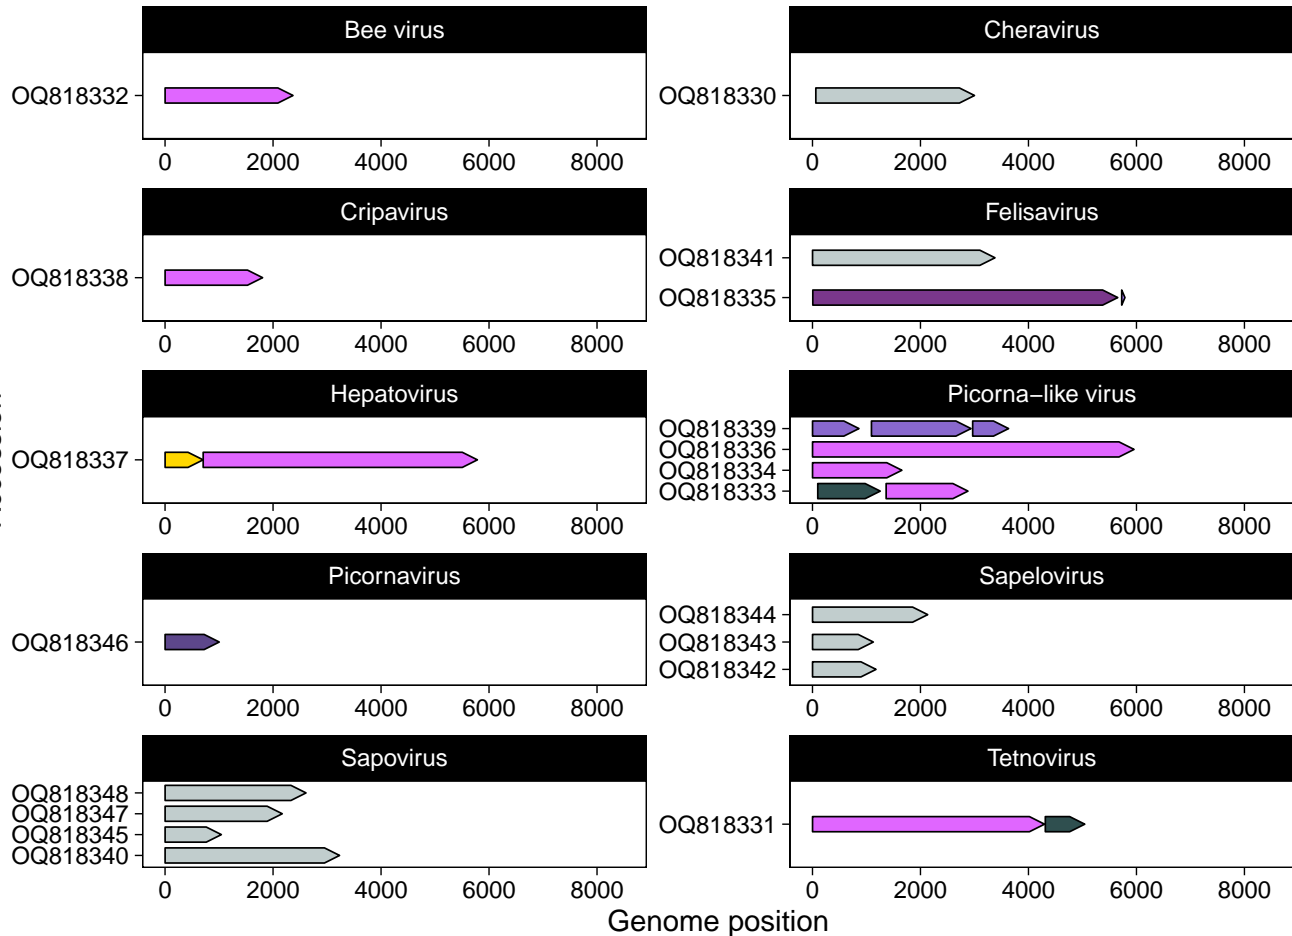 Bee virus
OQ818332
0 2000 4000 6000 8000
Cheravirus
OQ818330
0 2000 4000 6000 8000
Cripavirus
OQ818338
0 2000 4000 6000 8000
Felisavirus
OQ818341
OQ818335
0 2000 4000 6000 8000
Hepatovirus
OQ818337
0 2000 4000 6000 8000
Picorna−like virus
OQ818339
OQ818336
OQ818334
OQ818333
0 2000 4000 6000 8000
Picornavirus
OQ818346
0 2000 4000 6000 8000
Sapelovirus
OQ818344
OQ818343
OQ818342
0 2000 4000 6000 8000
Sapovirus
OQ818348
OQ818347
OQ818345
OQ818340
0 2000 4000 6000 8000
Tetnovirus
OQ818331
0 2000 4000 6000 8000
Genome position